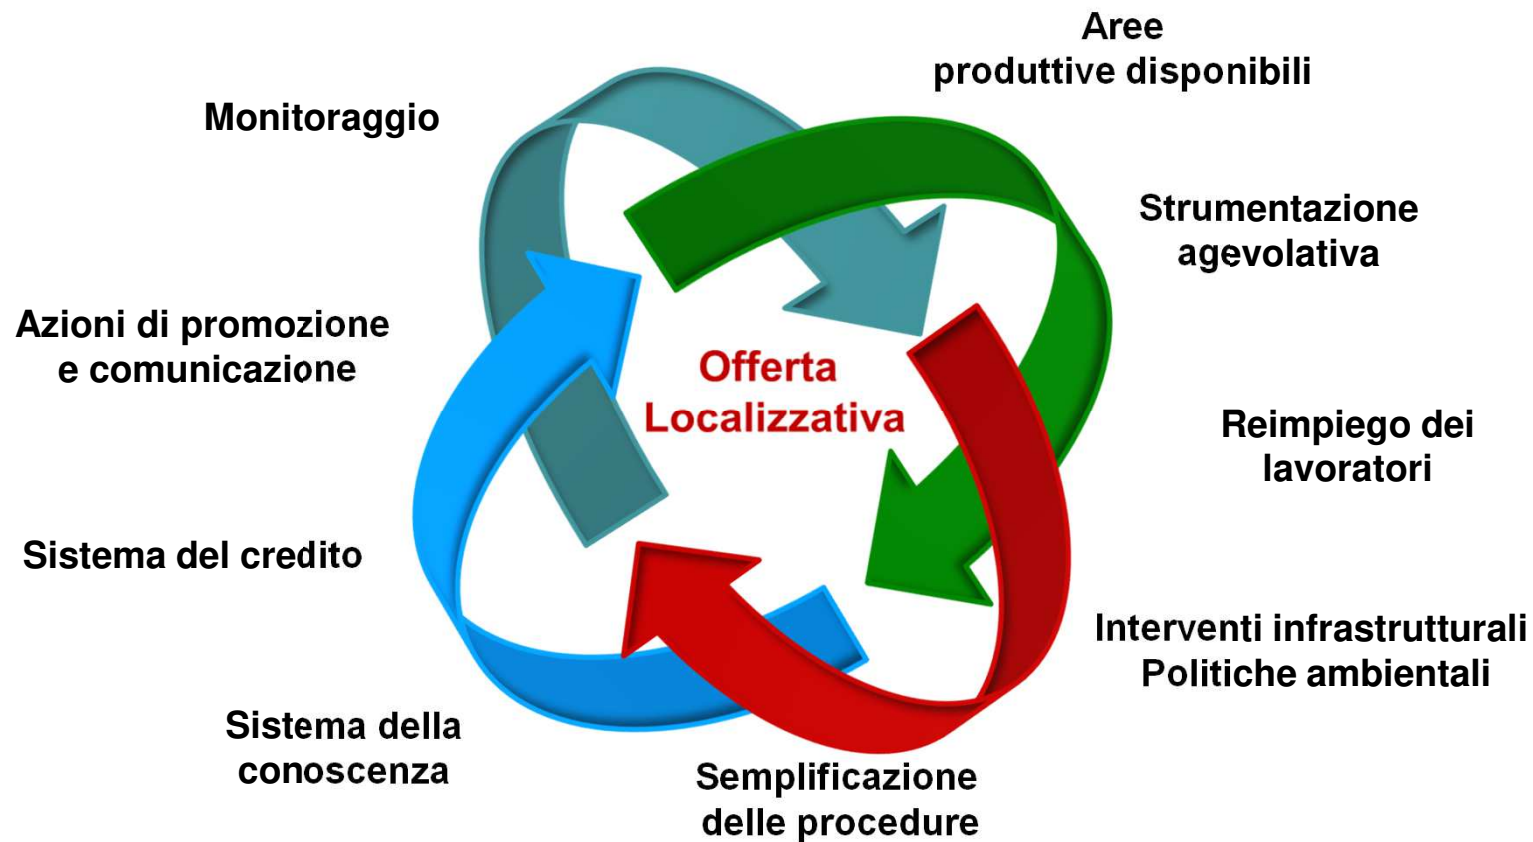 Aree
produttive disponibili
Monitoraggio
Strumentazione
agevolativa
Azioni di promozione
e comunicazione
Offerta
Localizzativa
Reimpiego dei
lavoratori
Sistema del credito
Interventi infrastrutturali
Politiche ambientali
Sistema della
conoscenza
Semplificazione
delle procedure